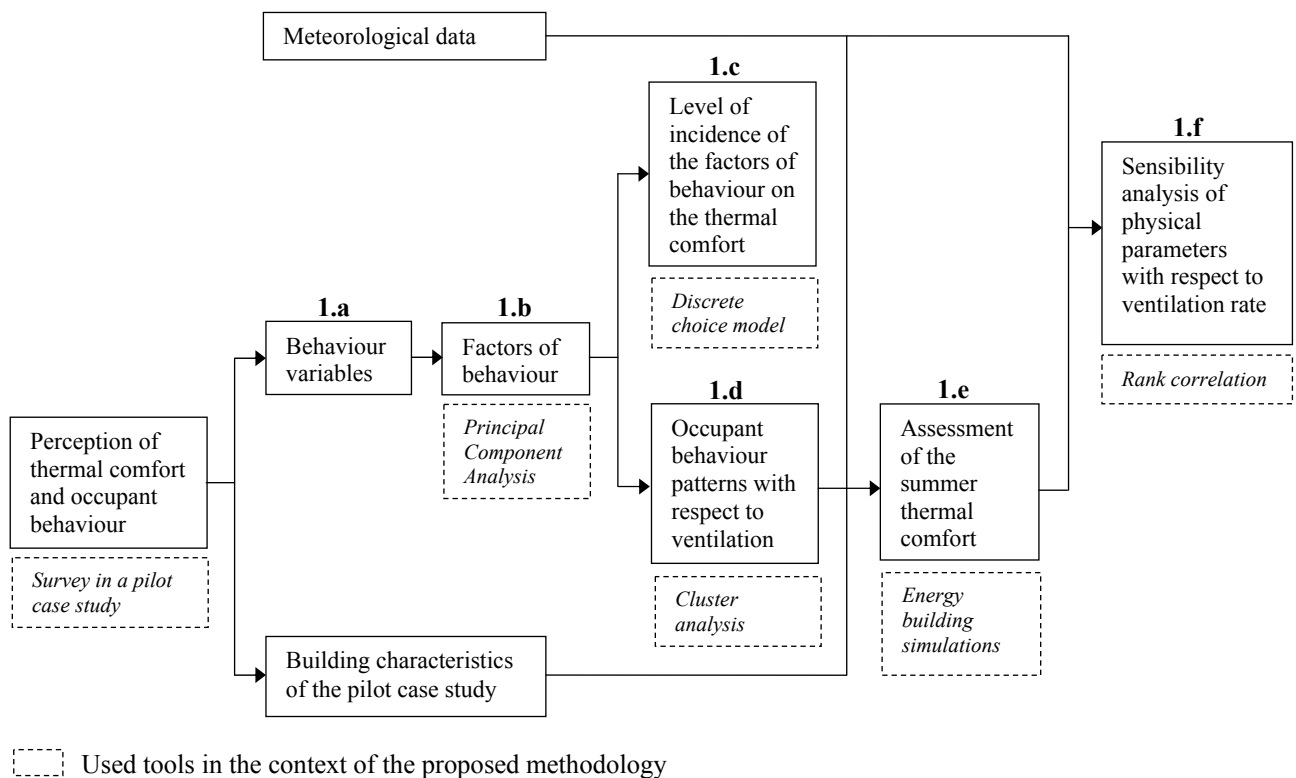 Meteorological data
1.c
Level of
incidence of
the factors of
behaviour on
the thermal
comfort
Discrete
choice model
1.f
Sensibility
analysis of
physical
parameters
with respect to
ventilation rate
Rank correlation
1.a
Behaviour
variables
1.b
Factors of
behaviour
Principal
Component
Analysis
Perception of
thermal comfort
and occupant
behaviour
Survey in a pilot
case study
1.d
Occupant
behaviour
patterns with
respect to
ventilation
Cluster
analysis
1.e
Assessment
of the
summer
thermal
comfort
Energy
building
simulations
Building characteristics
of the pilot case study
Used tools in the context of the proposed methodology